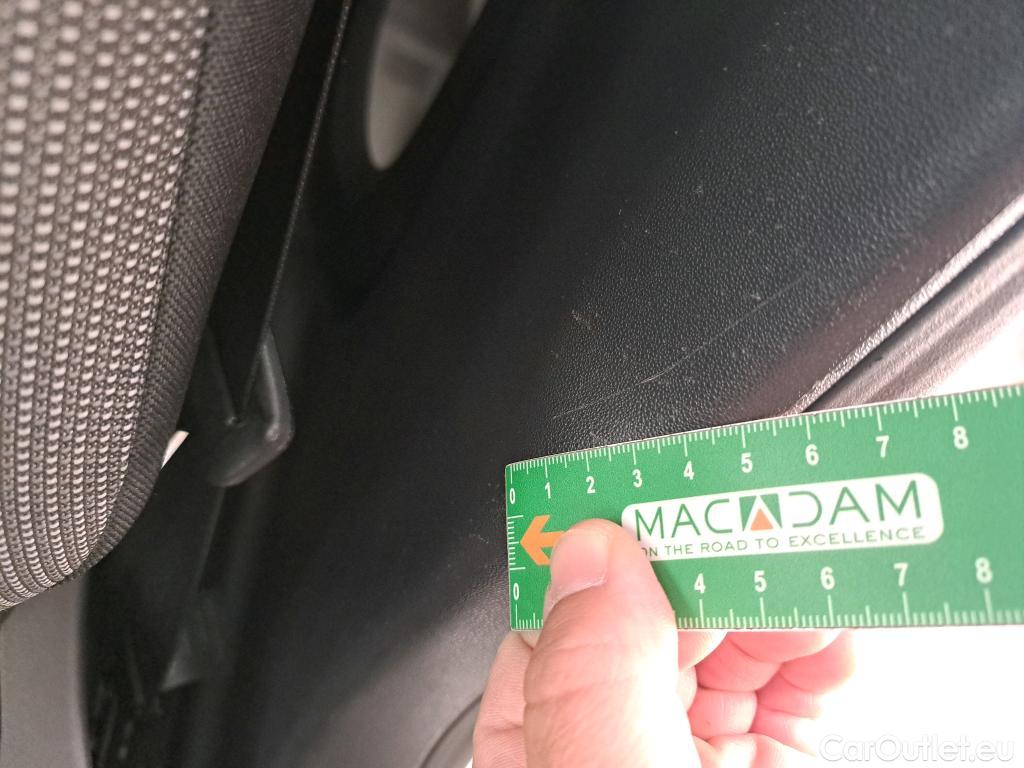 0 1 2 3 4 5 6 7 8
MACADAM
ON THE ROAD TO EXCELLENCE
0 4 5 6 7 8
CarOutlet.eu